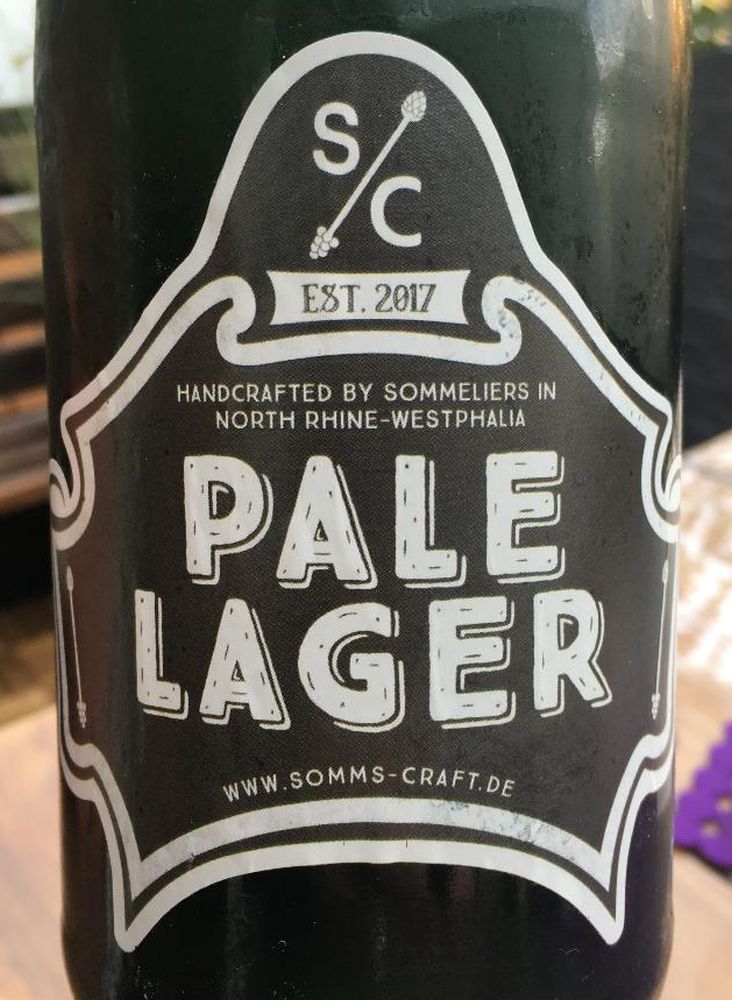 S
C
EST. 2017
HANDCRAFTED BY SOMMELIERS IN
NORTH RHINE-WESTPHALIA
PALE
LAGER
WWW.SOMMS-CRAFT.DE